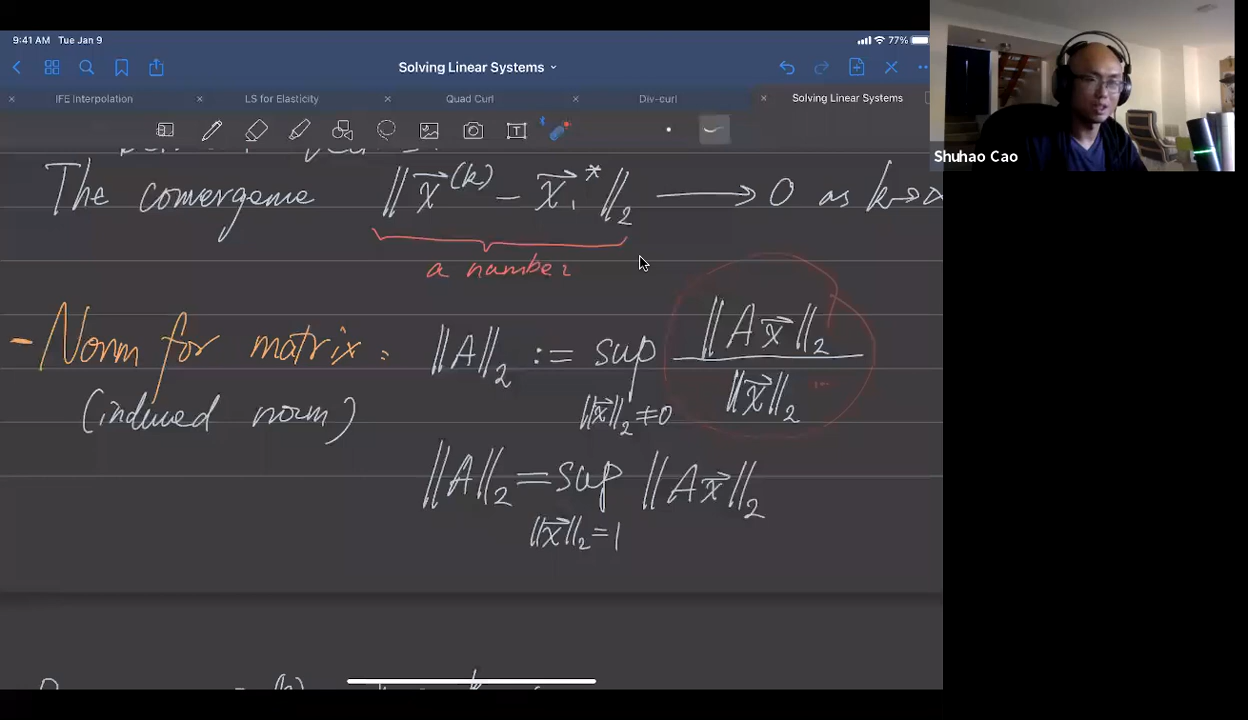 9:41 AM Tue Jan 9
77%
Solving Linear Systems
IFE Interpolation
LS for Elasticity
Quad Curl
Div-curl
Solving Linear Systems
Shuhao Cao
The convergence ‖x⃗^(k) − x⃗^*‖₂ ⟶ 0 as k→∞
a number
- Norm for matrix : ‖A‖₂ := sup_{‖x⃗‖₂≠0} ‖Ax⃗‖₂ / ‖x⃗‖₂
(induced norm)
‖A‖₂ = sup_{‖x⃗‖₂=1} ‖Ax⃗‖₂